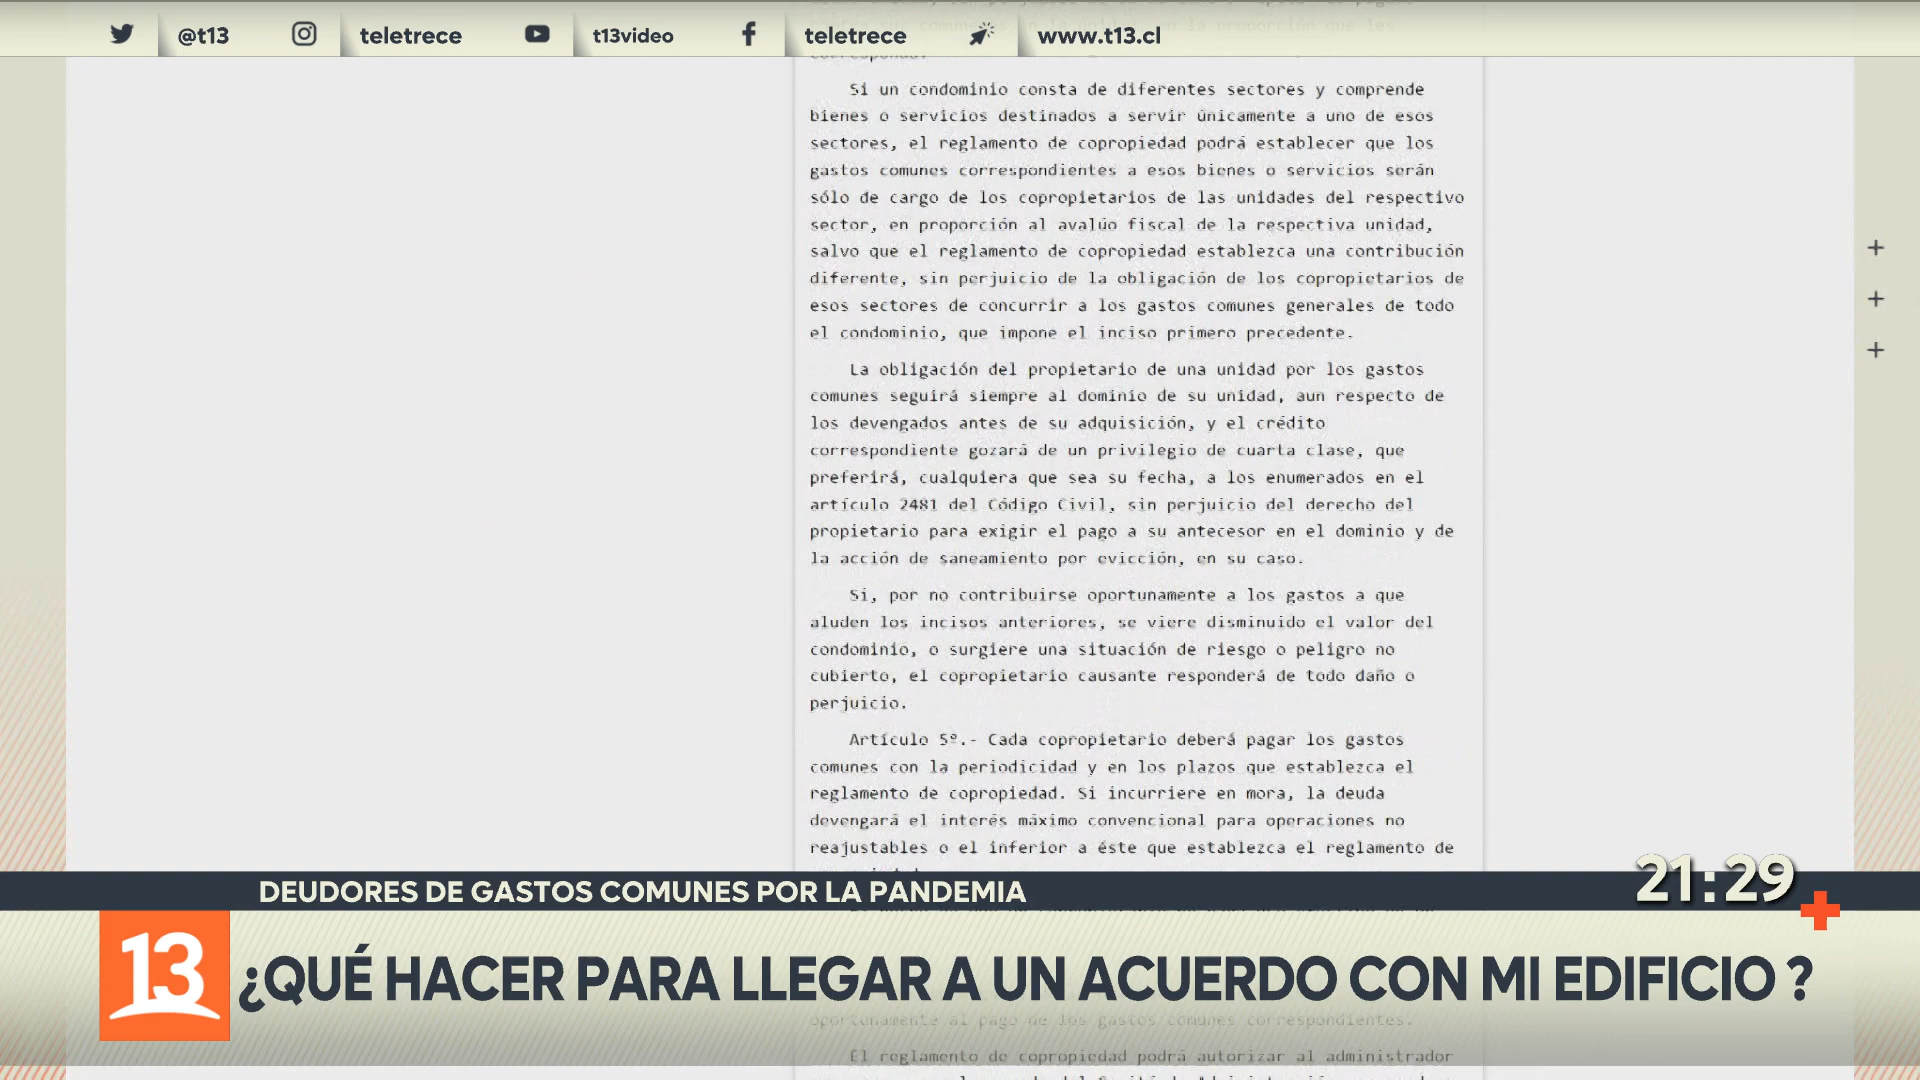 @t13
teletrece
t13video
teletrece
www.t13.cl
Si un condominio consta de diferentes sectores y comprende
bienes o servicios destinados a servir únicamente a uno de esos
sectores, el reglamento de copropiedad podrá establecer que los
gastos comunes correspondientes a esos bienes o servicios serán
sólo de cargo de los copropietarios de las unidades del respectivo
sector, en proporción al avalúo fiscal de la respectiva unidad,
salvo que el reglamento de copropiedad establezca una contribución
diferente, sin perjuicio de la obligación de los copropietarios de
esos sectores de concurrir a los gastos comunes generales de todo
el condominio, que impone el inciso primero precedente.
La obligación del propietario de una unidad por los gastos
comunes seguirá siempre al dominio de su unidad, aun respecto de
los devengados antes de su adquisición, y el crédito
correspondiente gozará de un privilegio de cuarta clase, que
preferirá, cualquiera que sea su fecha, a los enumerados en el
artículo 2481 del Código Civil, sin perjuicio del derecho del
propietario para exigir el pago a su antecesor en el dominio y de
la acción de saneamiento por evicción, en su caso.
Si, por no contribuirse oportunamente a los gastos a que
aluden los incisos anteriores, se viere disminuido el valor del
condominio, o surgiere una situación de riesgo o peligro no
cubierto, el copropietario causante responderá de todo daño o
perjuicio.
Artículo 5º.- Cada copropietario deberá pagar los gastos
comunes con la periodicidad y en los plazos que establezca el
reglamento de copropiedad. Si incurriere en mora, la deuda
devengará el interés máximo convencional para operaciones no
reajustables o el inferior a éste que establezca el reglamento de
DEUDORES DE GASTOS COMUNES POR LA PANDEMIA
21:29
13
¿QUÉ HACER PARA LLEGAR A UN ACUERDO CON MI EDIFICIO ?
oportunamente al pago de los gastos comunes correspondientes.
El reglamento de copropiedad podrá autorizar al administrador